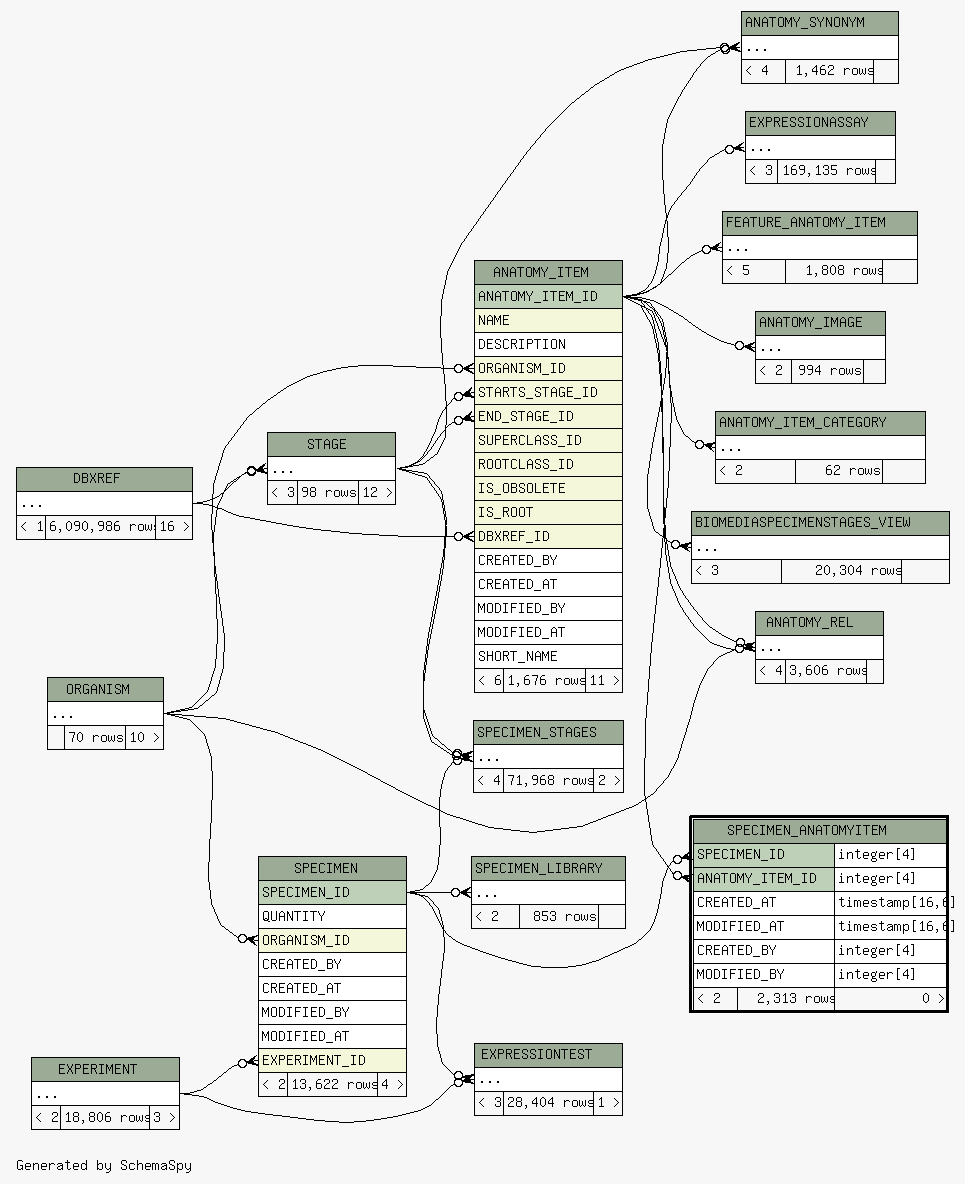 ANATOMY_SYNONYM
...
< 4 1,462 rows
EXPRESSIONASSAY
...
< 3 169,135 rows
FEATURE_ANATOMY_ITEM
...
< 5 1,808 rows
ANATOMY_IMAGE
...
< 2 994 rows
ANATOMY_ITEM_CATEGORY
...
< 2 62 rows
BIOMEDIASPECIMENSTAGES_VIEW
...
< 3 20,304 rows
ANATOMY_REL
...
< 4 3,606 rows
ANATOMY_ITEM
ANATOMY_ITEM_ID
NAME
DESCRIPTION
ORGANISM_ID
STARTS_STAGE_ID
END_STAGE_ID
SUPERCLASS_ID
ROOTCLASS_ID
IS_OBSOLETE
IS_ROOT
DBXREF_ID
CREATED_BY
CREATED_AT
MODIFIED_BY
MODIFIED_AT
SHORT_NAME
< 6 1,676 rows 11 >
STAGE
...
< 3 98 rows 12 >
DBXREF
...
< 1 6,090,986 rows 16 >
ORGANISM
...
70 rows 10 >
SPECIMEN_STAGES
...
< 4 71,968 rows 2 >
SPECIMEN_ANATOMYITEM
SPECIMEN_ID integer[4]
ANATOMY_ITEM_ID integer[4]
CREATED_AT timestamp[16,6]
MODIFIED_AT timestamp[16,6]
CREATED_BY integer[4]
MODIFIED_BY integer[4]
< 2 2,313 rows 0 >
SPECIMEN
SPECIMEN_ID
QUANTITY
ORGANISM_ID
CREATED_BY
CREATED_AT
MODIFIED_BY
MODIFIED_AT
EXPERIMENT_ID
< 2 13,622 rows 4 >
SPECIMEN_LIBRARY
...
< 2 853 rows
EXPERIMENT
...
< 2 18,806 rows 3 >
EXPRESSIONTEST
...
< 3 28,404 rows 1 >
Generated by SchemaSpy